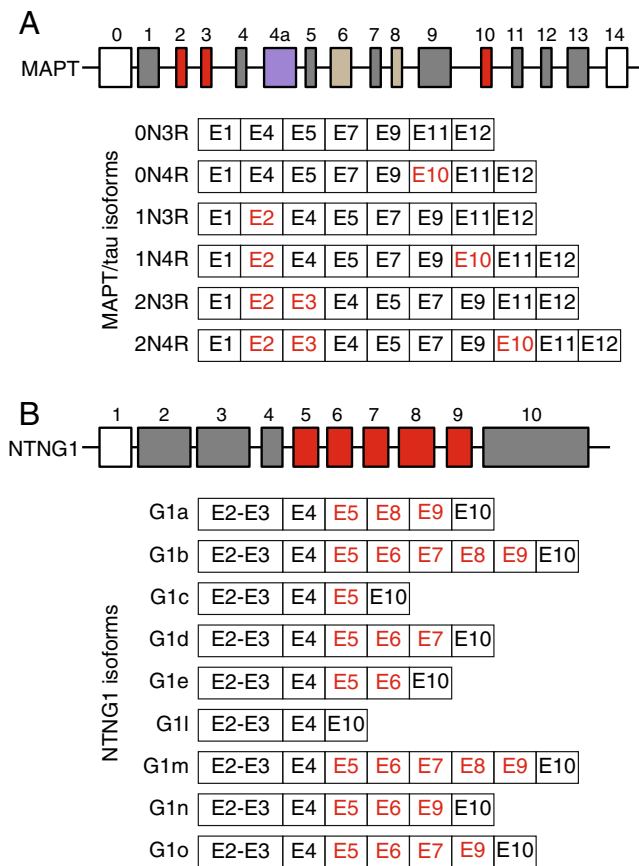 A
0 1 2 3 4 4a 5 6 7 8 9 10 11 12 13 14
MAPT
MAPT/tau isoforms
0N3R E1 E4 E5 E7 E9 E11 E12
0N4R E1 E4 E5 E7 E9 E10 E11 E12
1N3R E1 E2 E4 E5 E7 E9 E11 E12
1N4R E1 E2 E4 E5 E7 E9 E10 E11 E12
2N3R E1 E2 E3 E4 E5 E7 E9 E11 E12
2N4R E1 E2 E3 E4 E5 E7 E9 E10 E11 E12
B
1 2 3 4 5 6 7 8 9 10
NTNG1
NTNG1 isoforms
G1a E2-E3 E4 E5 E8 E9 E10
G1b E2-E3 E4 E5 E6 E7 E8 E9 E10
G1c E2-E3 E4 E5 E10
G1d E2-E3 E4 E5 E6 E7 E10
G1e E2-E3 E4 E5 E6 E10
G1l E2-E3 E4 E10
G1m E2-E3 E4 E5 E6 E7 E8 E9 E10
G1n E2-E3 E4 E5 E6 E9 E10
G1o E2-E3 E4 E5 E6 E7 E9 E10